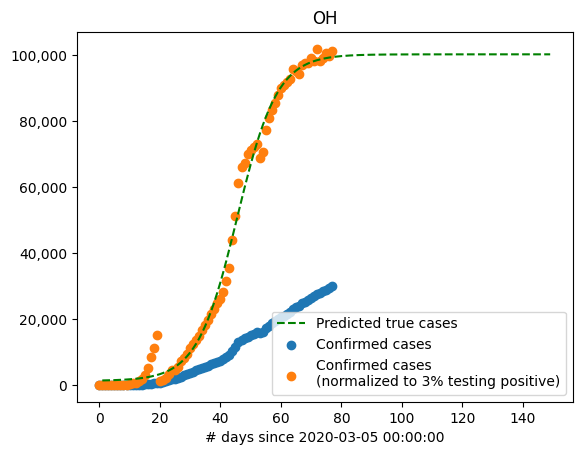 OH
100,000
80,000
60,000
40,000
20,000
0
Predicted true cases
Confirmed cases
Confirmed cases
(normalized to 3% testing positive)
0 20 40 60 80 100 120 140
# days since 2020-03-05 00:00:00